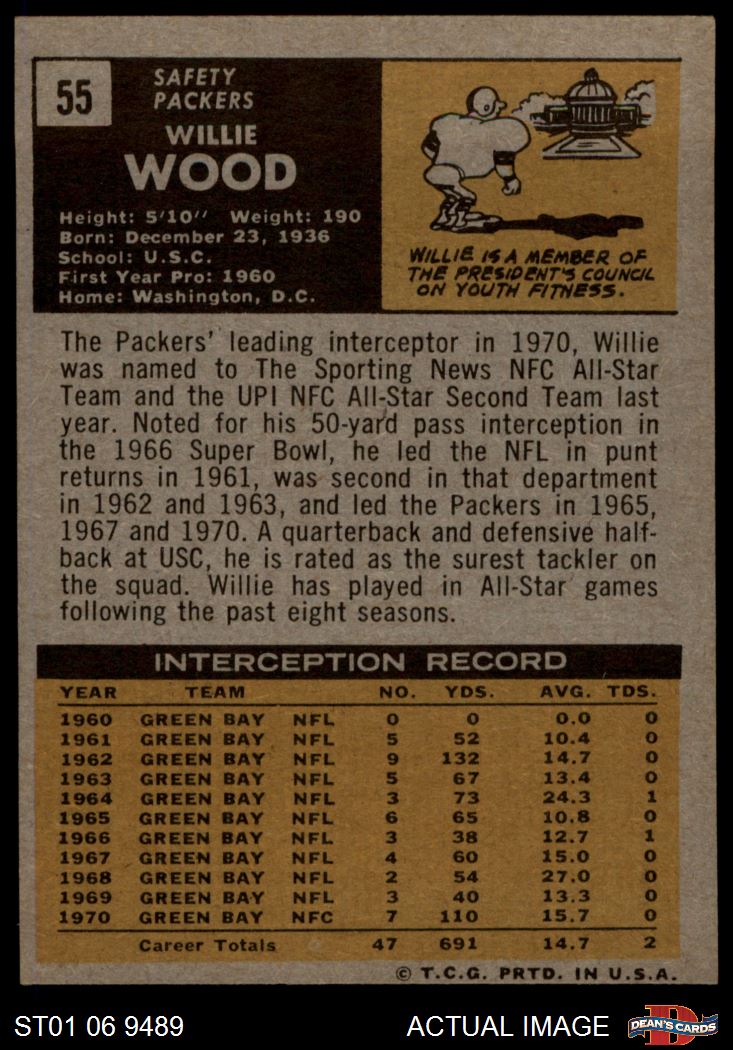 55
SAFETY
PACKERS
WILLIE
WOOD
Height: 5'10" Weight: 190
Born: December 23, 1936
School: U.S.C.
First Year Pro: 1960
Home: Washington, D.C.
WILLIE IS A MEMBER OF
THE PRESIDENT'S COUNCIL
ON YOUTH FITNESS.
The Packers' leading interceptor in 1970, Willie
was named to The Sporting News NFC All-Star
Team and the UPI NFC All-Star Second Team last
year. Noted for his 50-yard pass interception in
the 1966 Super Bowl, he led the NFL in punt
returns in 1961, was second in that department
in 1962 and 1963, and led the Packers in 1965,
1967 and 1970. A quarterback and defensive half-
back at USC, he is rated as the surest tackler on
the squad. Willie has played in All-Star games
following the past eight seasons.
INTERCEPTION RECORD
YEAR TEAM NO. YDS. AVG. TDS.
1960 GREEN BAY NFL 0 0 0.0 0
1961 GREEN BAY NFL 5 52 10.4 0
1962 GREEN BAY NFL 9 132 14.7 0
1963 GREEN BAY NFL 5 67 13.4 0
1964 GREEN BAY NFL 3 73 24.3 1
1965 GREEN BAY NFL 6 65 10.8 0
1966 GREEN BAY NFL 3 38 12.7 1
1967 GREEN BAY NFL 4 60 15.0 0
1968 GREEN BAY NFL 2 54 27.0 0
1969 GREEN BAY NFL 3 40 13.3 0
1970 GREEN BAY NFC 7 110 15.7 0
Career Totals 47 691 14.7 2
© T.C.G. PRTD. IN U.S.A.
ST01 06 9489 ACTUAL IMAGE D DEAN'S CARDS